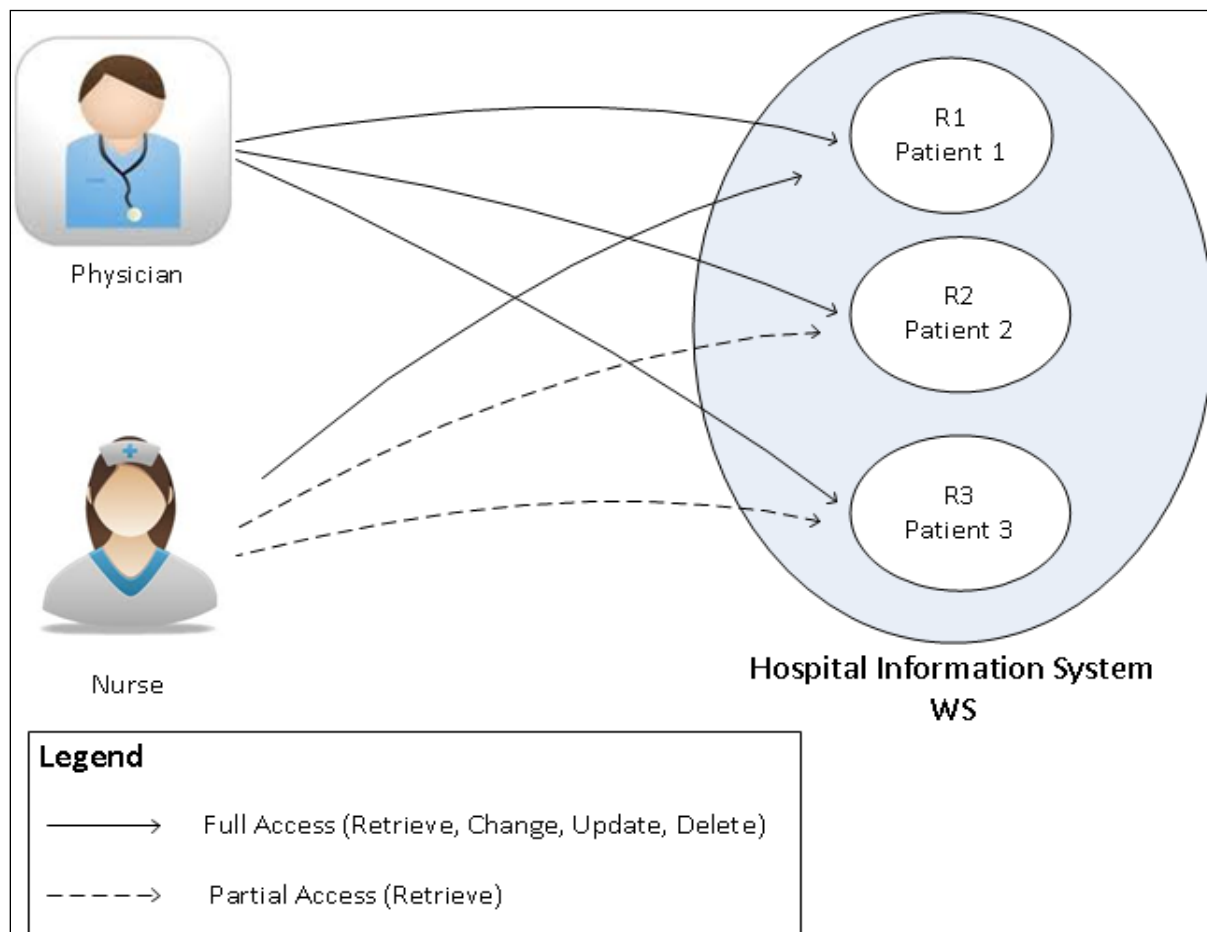 R1
Patient 1
Physician
R2
Patient 2
R3
Patient 3
Nurse
Hospital Information System
WS
Legend
Full Access (Retrieve, Change, Update, Delete)
Partial Access (Retrieve)